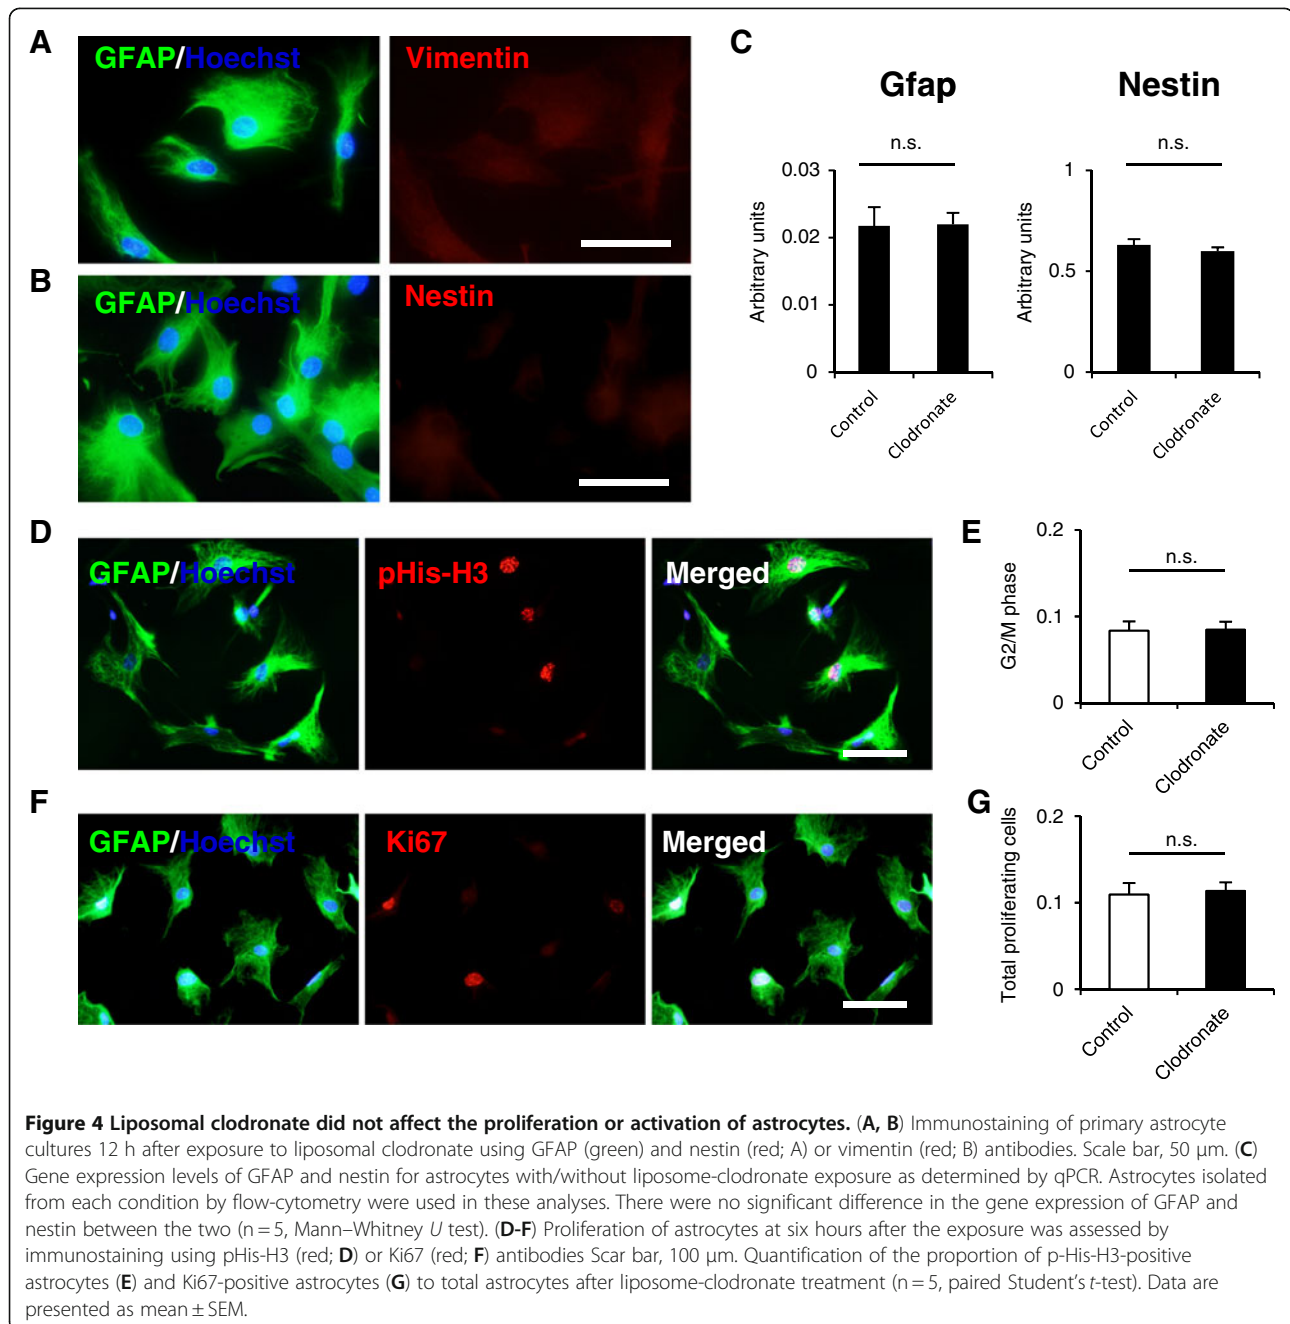 A
GFAP/Hoechst
Vimentin
B
GFAP/Hoechst
Nestin
C
Gfap
n.s.
0.03
0.02
0.01
0
Arbitrary units
Control
Clodronate
Nestin
n.s.
1
0.5
0
Arbitrary units
Control
Clodronate
D
GFAP/Hoechst
pHis-H3
Merged
E
0.2
0.1
0
n.s.
G2/M phase
Control
Clodronate
F
GFAP/Hoechst
Ki67
Merged
G
0.2
0.1
0
n.s.
Total proliferating cells
Control
Clodronate
Figure 4 Liposomal clodronate did not affect the proliferation or activation of astrocytes. (A, B) Immunostaining of primary astrocyte
cultures 12 h after exposure to liposomal clodronate using GFAP (green) and nestin (red; A) or vimentin (red; B) antibodies. Scale bar, 50 μm. (C)
Gene expression levels of GFAP and nestin for astrocytes with/without liposome-clodronate exposure as determined by qPCR. Astrocytes isolated
from each condition by flow-cytometry were used in these analyses. There were no significant difference in the gene expression of GFAP and
nestin between the two (n = 5, Mann–Whitney U test). (D-F) Proliferation of astrocytes at six hours after the exposure was assessed by
immunostaining using pHis-H3 (red; D) or Ki67 (red; F) antibodies Scar bar, 100 μm. Quantification of the proportion of p-His-H3-positive
astrocytes (E) and Ki67-positive astrocytes (G) to total astrocytes after liposome-clodronate treatment (n = 5, paired Student's t-test). Data are
presented as mean ± SEM.